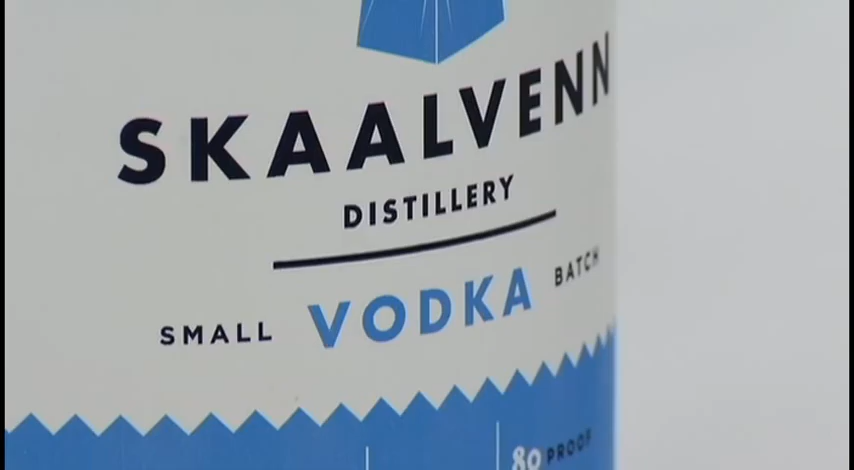 SKAALVENN
DISTILLERY
SMALL VODKA BATCH
80 PROOF